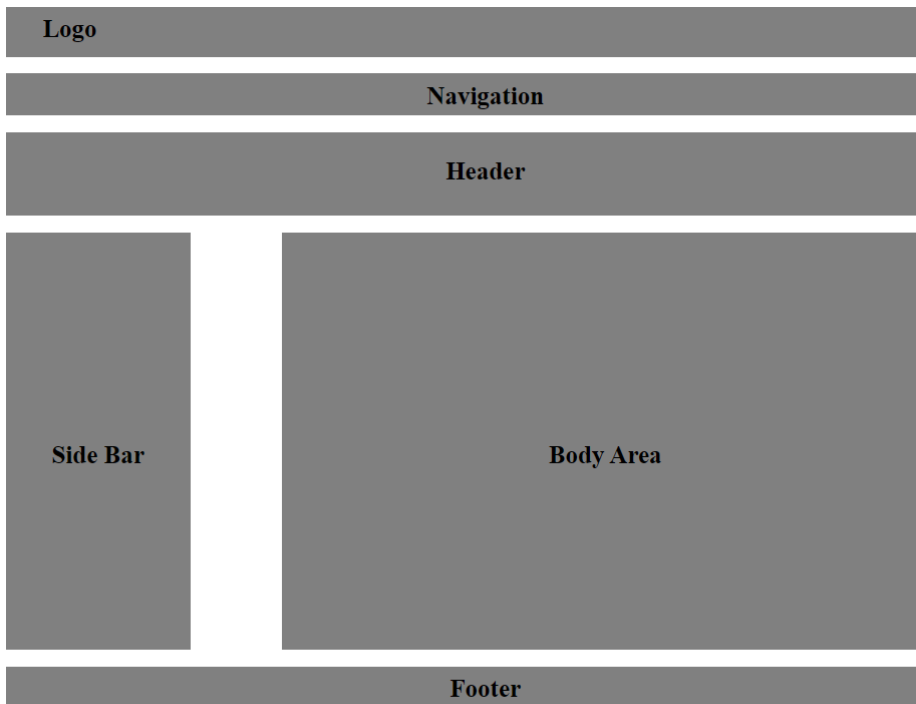 Logo
Navigation
Header
Side Bar
Body Area
Footer